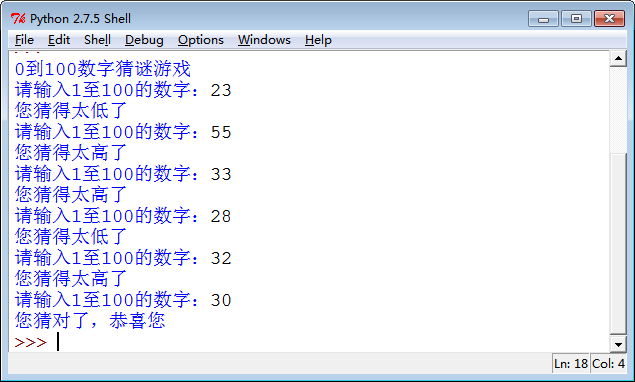 Python 2.7.5 Shell
File Edit Shell Debug Options Windows Help
0到100数字猜谜游戏
请输入1至100的数字：23
您猜得太低了
请输入1至100的数字：55
您猜得太高了
请输入1至100的数字：33
您猜得太高了
请输入1至100的数字：28
您猜得太低了
请输入1至100的数字：32
您猜得太高了
请输入1至100的数字：30
您猜对了，恭喜您
>>>
Ln: 18 Col: 4